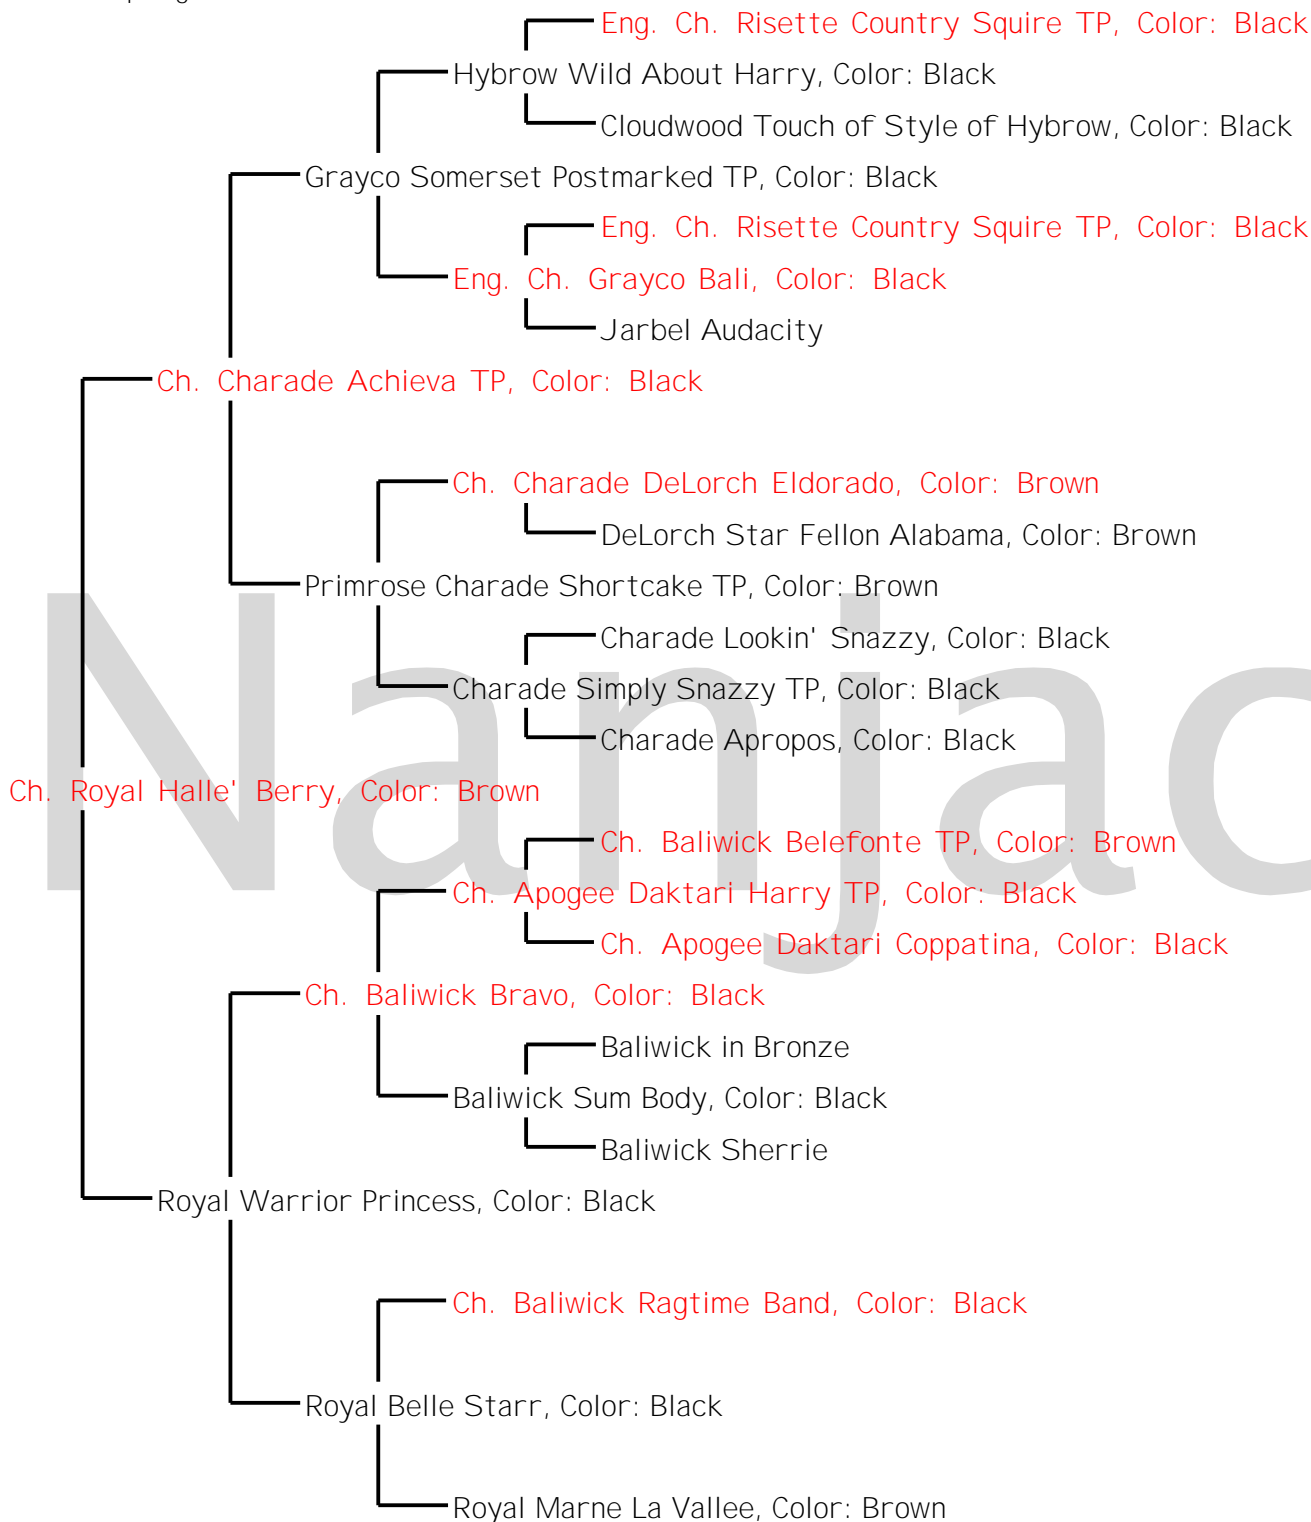 Eng. Ch. Risette Country Squire TP, Color: Black
Hybrow Wild About Harry, Color: Black
Cloudwood Touch of Style of Hybrow, Color: Black
Grayco Somerset Postmarked TP, Color: Black
Eng. Ch. Risette Country Squire TP, Color: Black
Eng. Ch. Grayco Bali, Color: Black
Jarbel Audacity
Ch. Charade Achieva TP, Color: Black
Ch. Charade DeLorch Eldorado, Color: Brown
DeLorch Star Fellon Alabama, Color: Brown
Primrose Charade Shortcake TP, Color: Brown
Charade Lookin' Snazzy, Color: Black
Charade Simply Snazzy TP, Color: Black
Charade Apropos, Color: Black
Nanjac
Ch. Royal Halle' Berry, Color: Brown
Ch. Baliwick Belefonte TP, Color: Brown
Ch. Apogee Daktari Harry TP, Color: Black
Ch. Apogee Daktari Coppatina, Color: Black
Ch. Baliwick Bravo, Color: Black
Baliwick in Bronze
Baliwick Sum Body, Color: Black
Baliwick Sherrie
Royal Warrior Princess, Color: Black
Ch. Baliwick Ragtime Band, Color: Black
Royal Belle Starr, Color: Black
Royal Marne La Vallee, Color: Brown